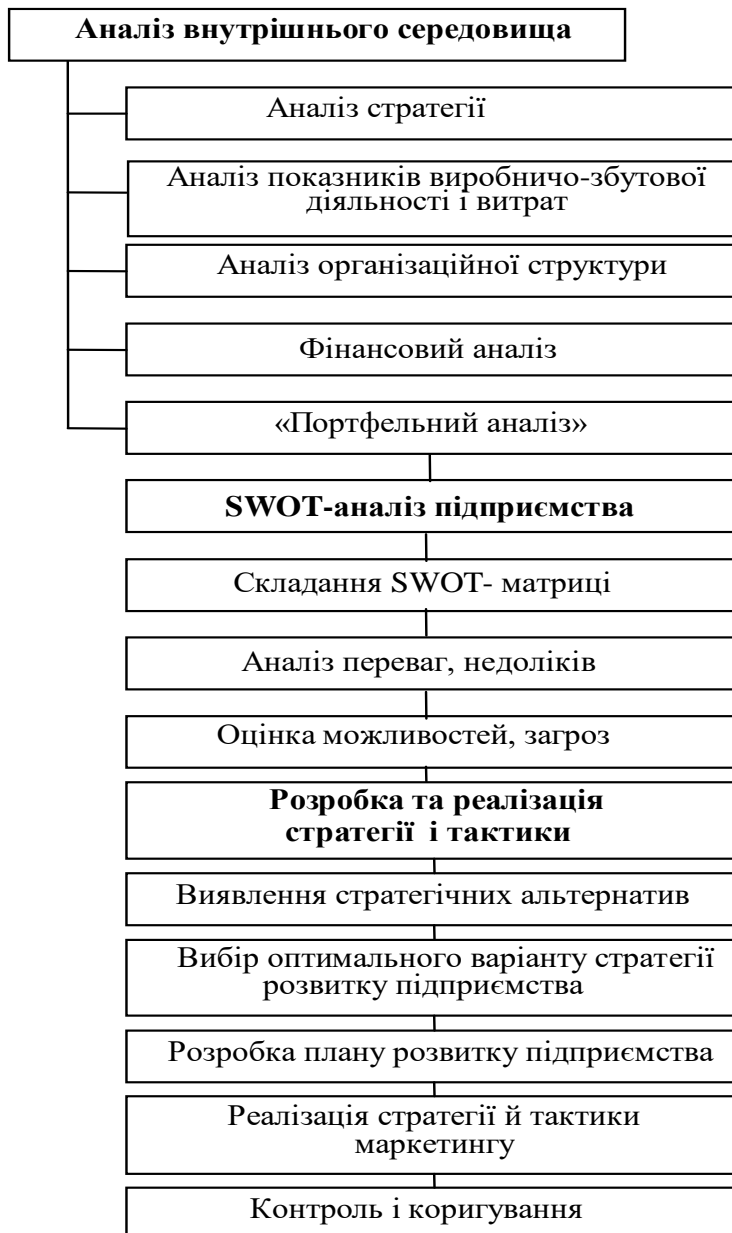 Аналіз внутрішнього середовища
Аналіз стратегії
Аналіз показників виробничо-збутової
діяльності і витрат
Аналіз організаційної структури
Фінансовий аналіз
«Портфельний аналіз»
SWOT-аналіз підприємства
Складання SWOT- матриці
Аналіз переваг, недоліків
Оцінка можливостей, загроз
Розробка та реалізація
стратегії і тактики
Виявлення стратегічних альтернатив
Вибір оптимального варіанту стратегії
розвитку підприємства
Розробка плану розвитку підприємства
Реалізація стратегії й тактики
маркетингу
Контроль і коригування